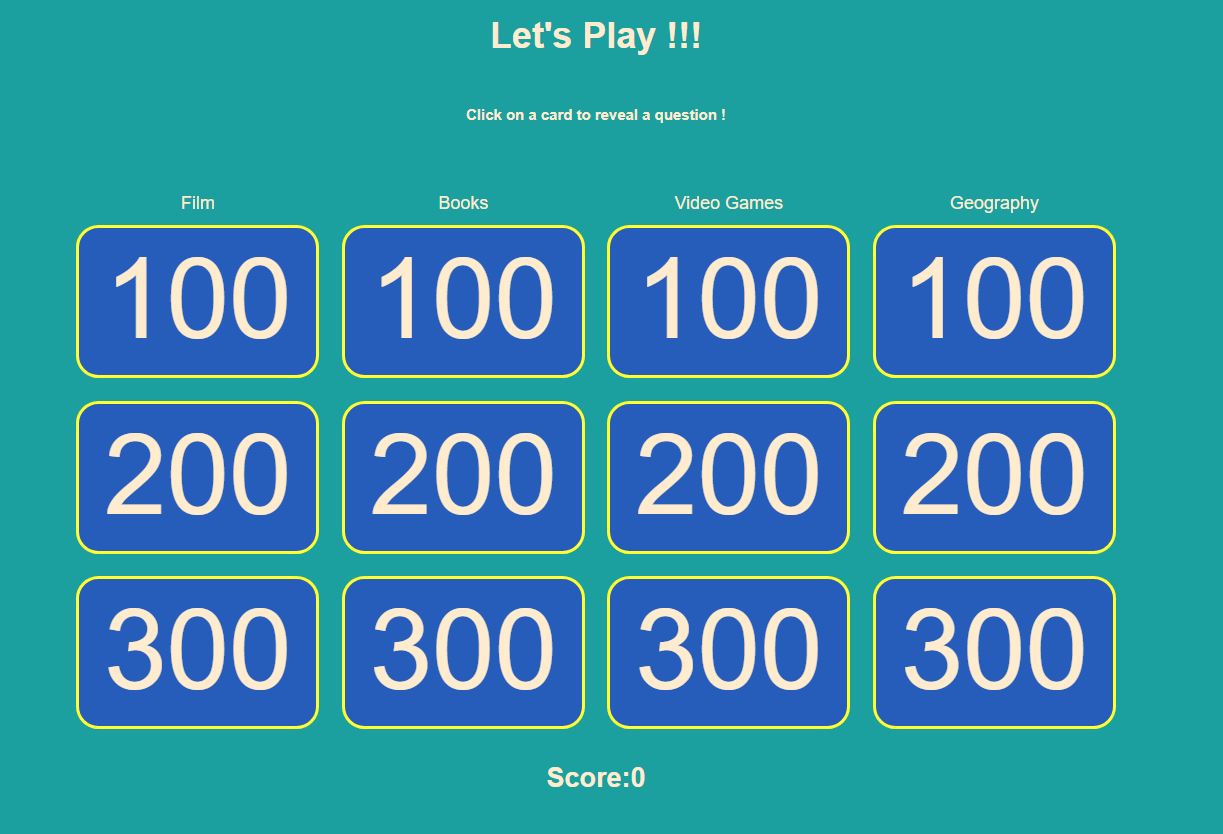 Let's Play !!!
Click on a card to reveal a question !
Film Books Video Games Geography
100 100 100 100
200 200 200 200
300 300 300 300
Score:0